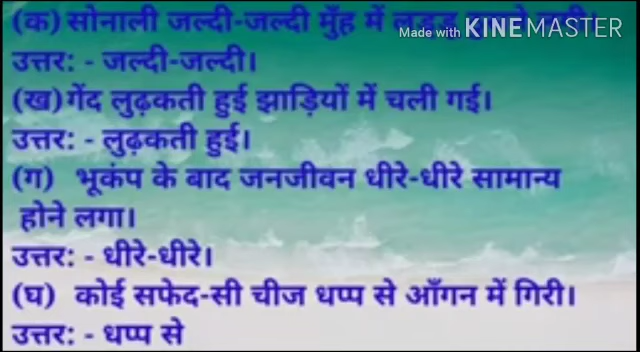 (क) सोनाली जल्दी-जल्दी मुँह में
Made with KINEMASTER
उत्तर: - जल्दी-जल्दी।
(ख) गेंद लुढ़कती हुई झाड़ियों में चली गई।
उत्तर: - लुढ़कती हुई।
(ग) भूकंप के बाद जनजीवन धीरे-धीरे सामान्य
होने लगा।
उत्तर: - धीरे-धीरे।
(घ) कोई सफेद-सी चीज धप्प से आँगन में गिरी।
उत्तर: - धप्प से